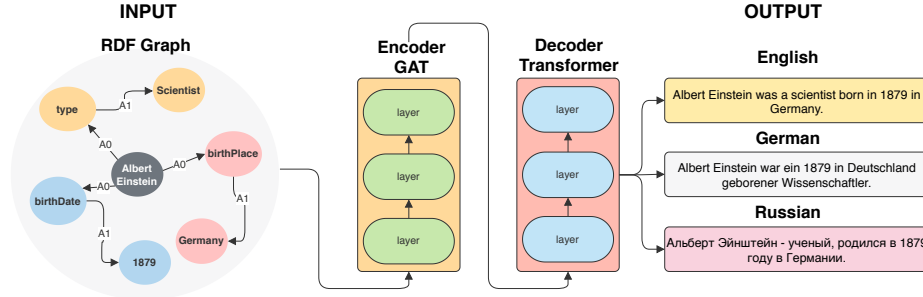 INPUT
RDF Graph
type
A1
Scientist
A0
Albert
Einstein
A0
birthPlace
A0
birthDate
A1
A1
Germany
1879
Encoder
GAT
layer
layer
layer
Decoder
Transformer
layer
layer
layer
OUTPUT
English
Albert Einstein was a scientist born in 1879 in
Germany.
German
Albert Einstein war ein 1879 in Deutschland
geborener Wissenschaftler.
Russian
Альберт Эйнштейн - ученый, родился в 1879
году в Германии.